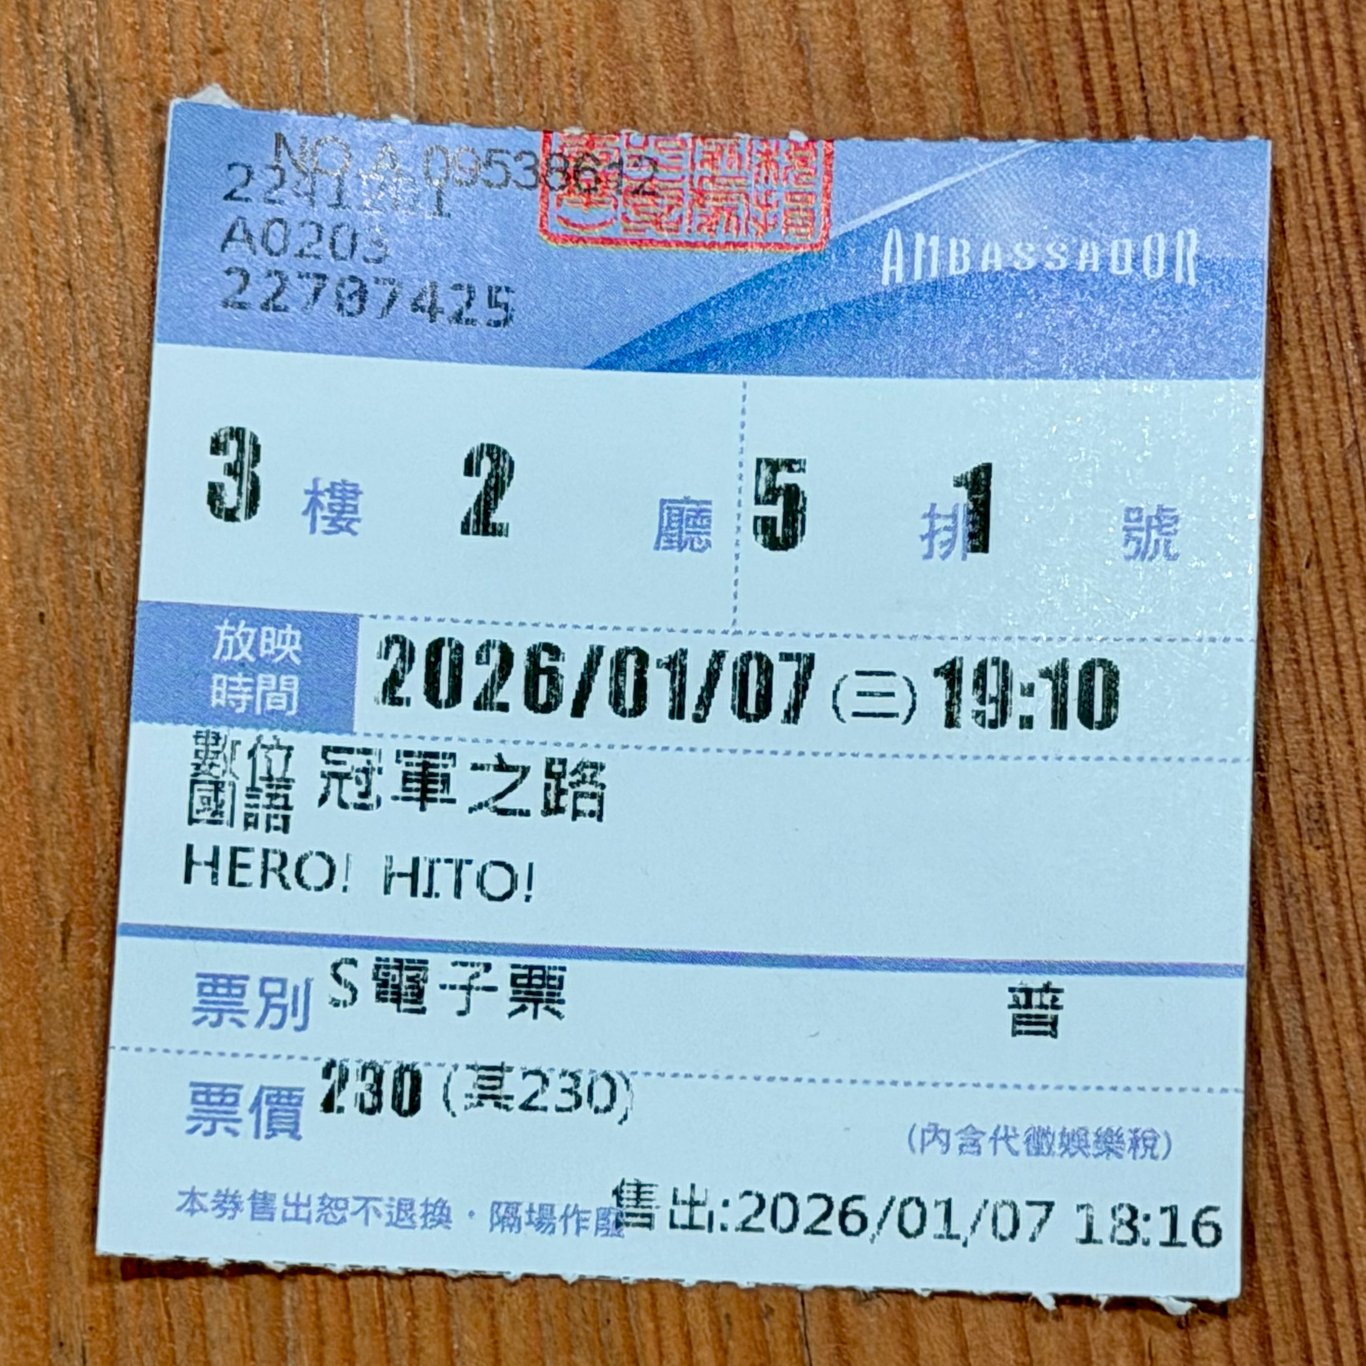 NO.A 09538612
A0203
22707425
AMBASSADOR
3 樓 2 廳 5 排 1 號
放映時間 2026/01/07 (三) 19:10
數位國語 冠軍之路
HERO! HITO!
票別 S電子票 普
票價 230 (其230)
(內含代徵娛樂稅)
本券售出恕不退換・隔場作廢
售出:2026/01/07 18:16